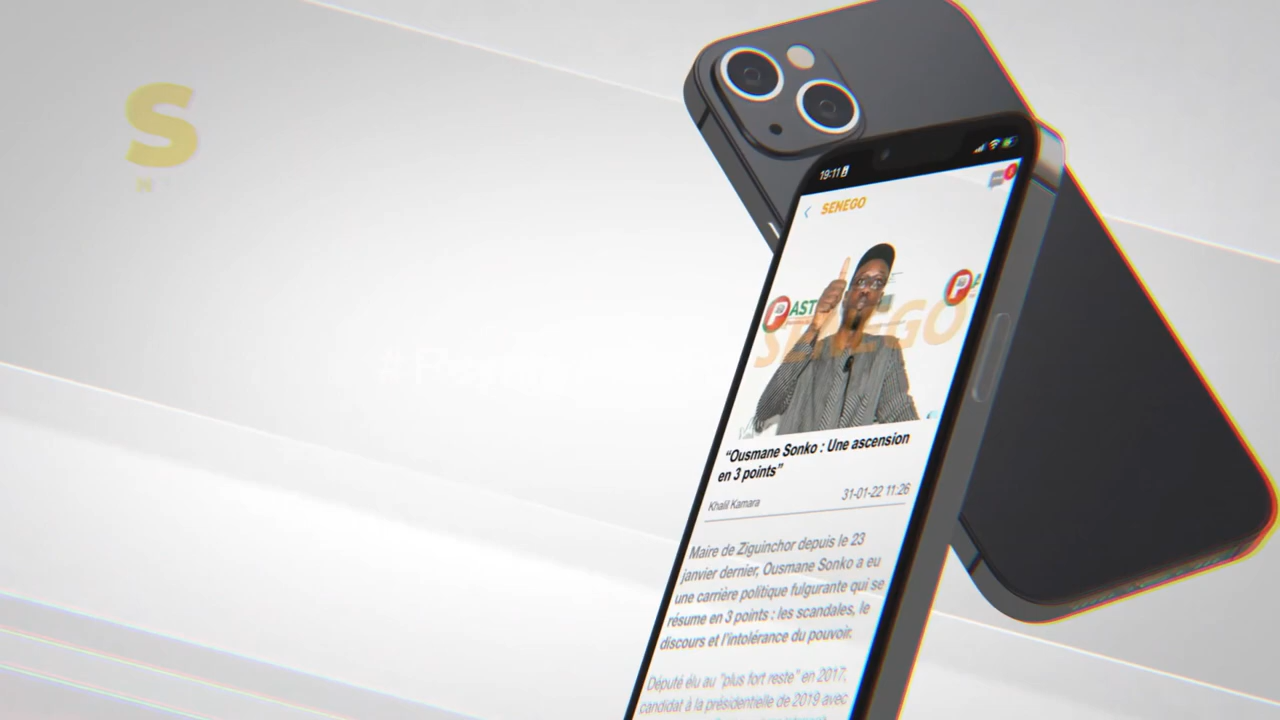 S
19:11
SENEGO
PAST
SENEGO
"Ousmane Sonko : Une ascension
en 3 points"
Khalil Kamara
31-01-22 11:26
Maire de Ziguinchor depuis le 23
janvier dernier, Ousmane Sonko a eu
une carrière politique fulgurante qui se
résume en 3 points : les scandales, le
discours et l'intolérance du pouvoir.
Député élu au "plus fort reste" en 2017,
candidat à la présidentielle de 2019 avec